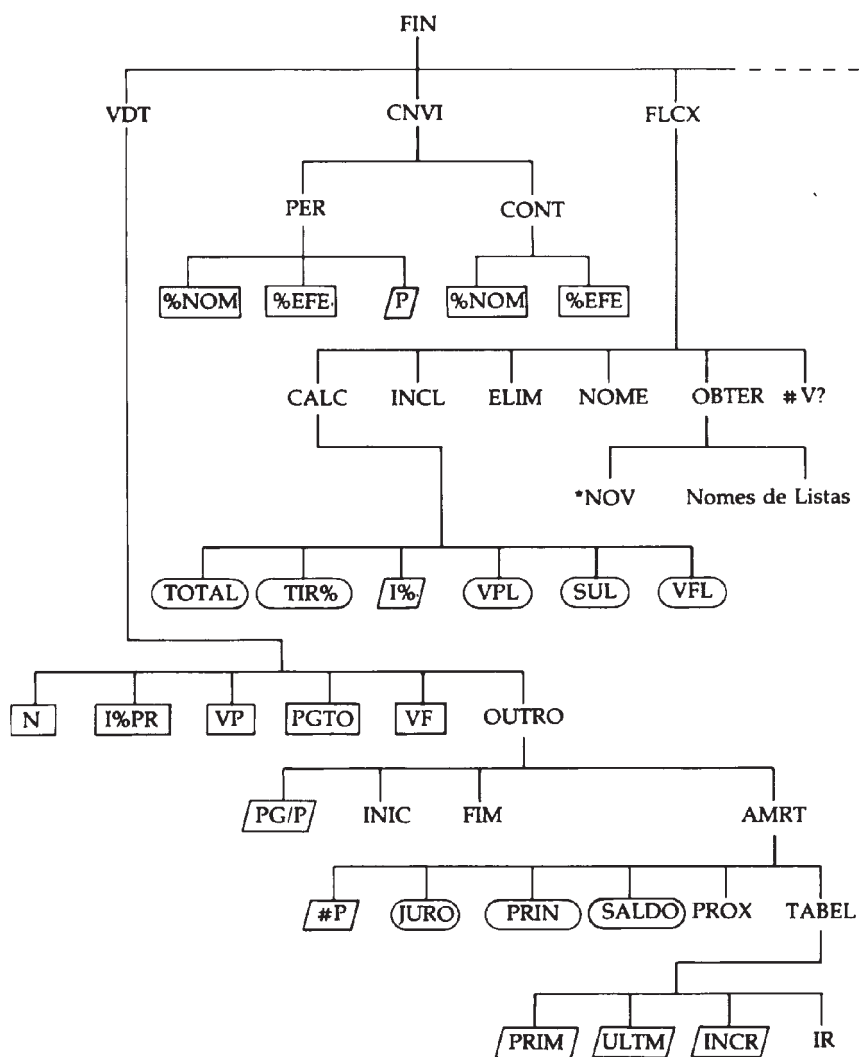 FIN
VDT CNVI FLCX
PER CONT
%NOM %EFE P %NOM %EFE
CALC INCL ELIM NOME OBTER #V?
*NOV Nomes de Listas
TOTAL TIR% I% VPL SUL VFL
N I%PR VP PGTO VF OUTRO
PG/P INIC FIM AMRT
#P JURO PRIN SALDO PROX TABEL
PRIM ULTM INCR IR